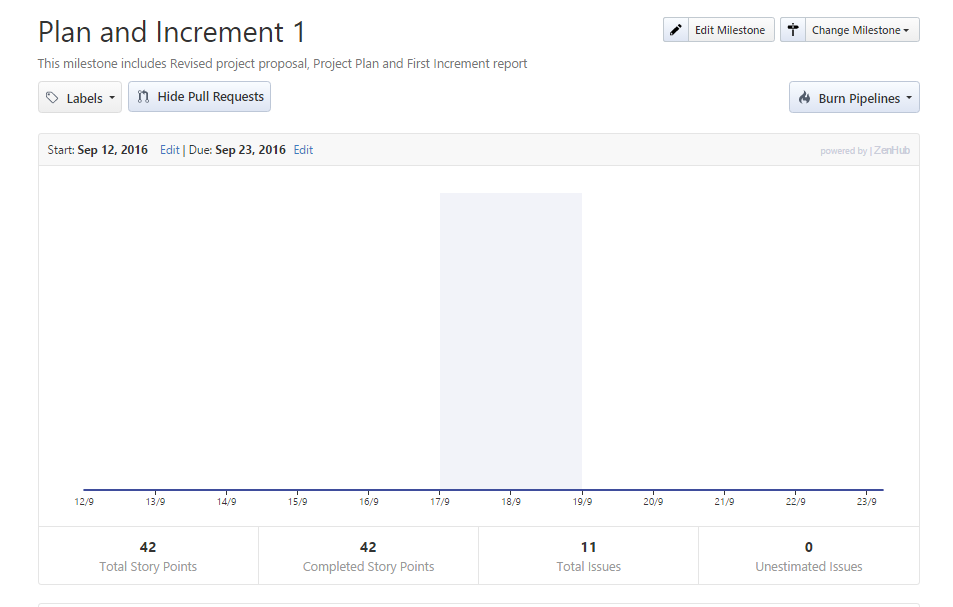 Plan and Increment 1
Edit Milestone
Change Milestone
This milestone includes Revised project proposal, Project Plan and First Increment report
Labels
Hide Pull Requests
Burn Pipelines
Start: Sep 12, 2016 Edit | Due: Sep 23, 2016 Edit
powered by | ZenHub
12/9 13/9 14/9 15/9 16/9 17/9 18/9 19/9 20/9 21/9 22/9 23/9
42 42 11 0
Total Story Points Completed Story Points Total Issues Unestimated Issues